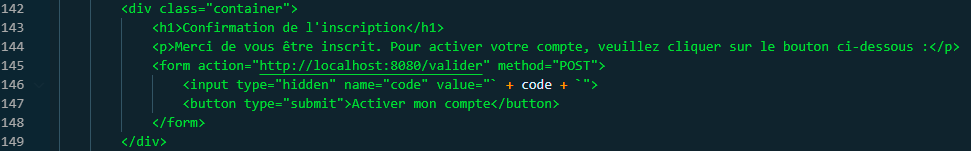 142 <div class="container">
143 <h1>Confirmation de l'inscription</h1>
144 <p>Merci de vous être inscrit. Pour activer votre compte, veuillez cliquer sur le bouton ci-dessous :</p>
145 <form action="http://localhost:8080/valider" method="POST">
146 <input type="hidden" name="code" value="` + code + `">
147 <button type="submit">Activer mon compte</button>
148 </form>
149 </div>